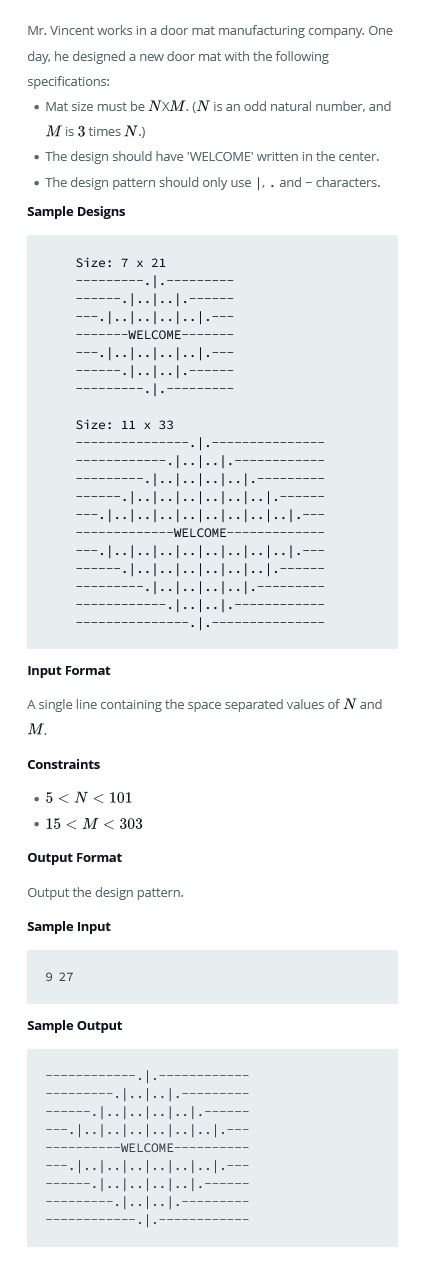 Mr. Vincent works in a door mat manufacturing company. One
day, he designed a new door mat with the following
specifications:
• Mat size must be NXM. (N is an odd natural number, and
M is 3 times N.)
• The design should have 'WELCOME' written in the center.
• The design pattern should only use |, . and - characters.
Sample Designs
Size: 7 x 21
---------.|.---------
------.|..|..|.------
---.|..|..|..|..|.---
-------WELCOME-------
---.|..|..|..|..|.---
------.|..|..|.------
---------.|.---------
Size: 11 x 33
---------------.|.---------------
------------.|..|..|.------------
---------.|..|..|..|..|.---------
------.|..|..|..|..|..|..|.------
---.|..|..|..|..|..|..|..|..|.---
-------------WELCOME-------------
---.|..|..|..|..|..|..|..|..|.---
------.|..|..|..|..|..|..|.------
---------.|..|..|..|..|.---------
------------.|..|..|.------------
---------------.|.---------------
Input Format
A single line containing the space separated values of N and
M.
Constraints
• 5 < N < 101
• 15 < M < 303
Output Format
Output the design pattern.
Sample Input
9 27
Sample Output
------------.|.------------
---------.|..|..|.---------
------.|..|..|..|..|.------
---.|..|..|..|..|..|..|.---
----------WELCOME----------
---.|..|..|..|..|..|..|.---
------.|..|..|..|..|.------
---------.|..|..|.---------
------------.|.------------